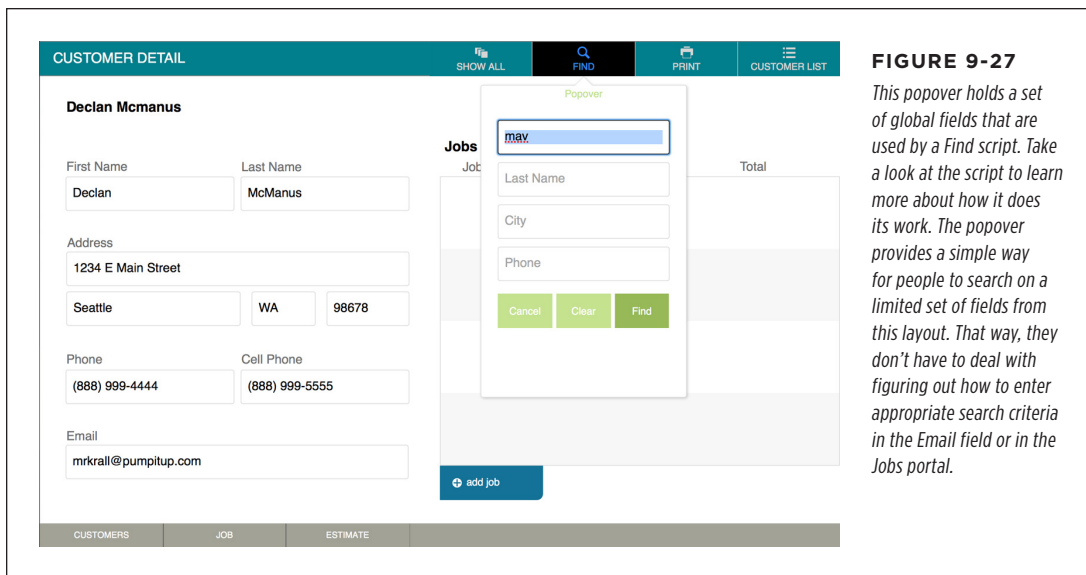 CUSTOMER DETAIL
SHOW ALL
FIND
PRINT
CUSTOMER LIST
Declan Mcmanus
First Name
Last Name
Declan
McManus
Address
1234 E Main Street
Seattle
WA
98678
Phone
Cell Phone
(888) 999-4444
(888) 999-5555
Email
mrkrall@pumpitup.com
Jobs
Job
Total
add job
Popover
mav
Last Name
City
Phone
Cancel
Clear
Find
CUSTOMERS
JOB
ESTIMATE
FIGURE 9-27
This popover holds a set
of global fields that are
used by a Find script. Take
a look at the script to learn
more about how it does
its work. The popover
provides a simple way
for people to search on a
limited set of fields from
this layout. That way, they
don't have to deal with
figuring out how to enter
appropriate search criteria
in the Email field or in the
Jobs portal.